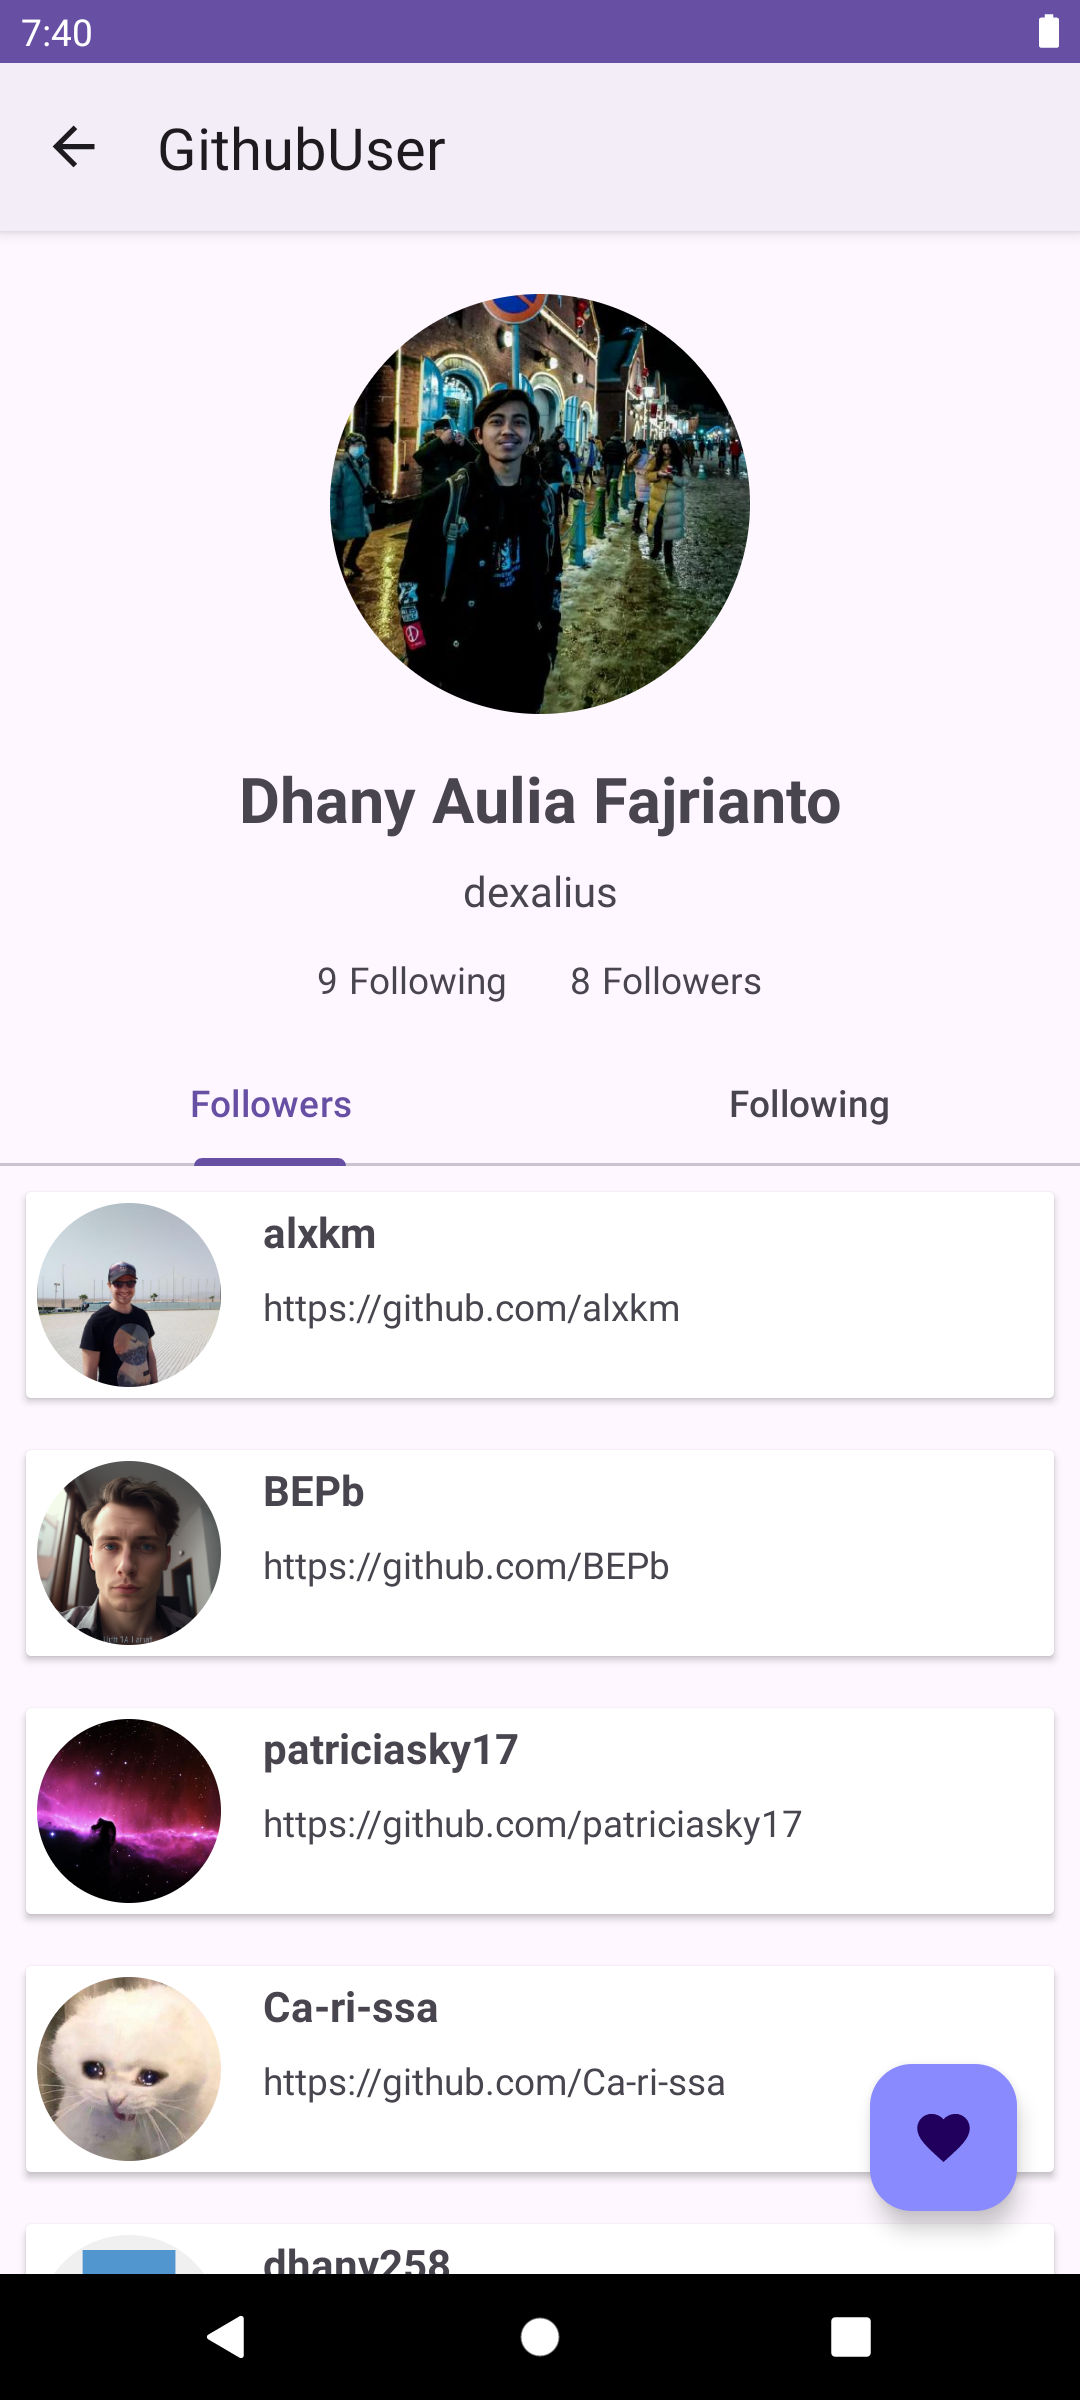 7:40
GithubUser
Dhany Aulia Fajrianto
dexalius
9 Following 8 Followers
Followers Following
alxkm
https://github.com/alxkm
BEPb
https://github.com/BEPb
patriciasky17
https://github.com/patriciasky17
Ca-ri-ssa
https://github.com/Ca-ri-ssa
dhany258